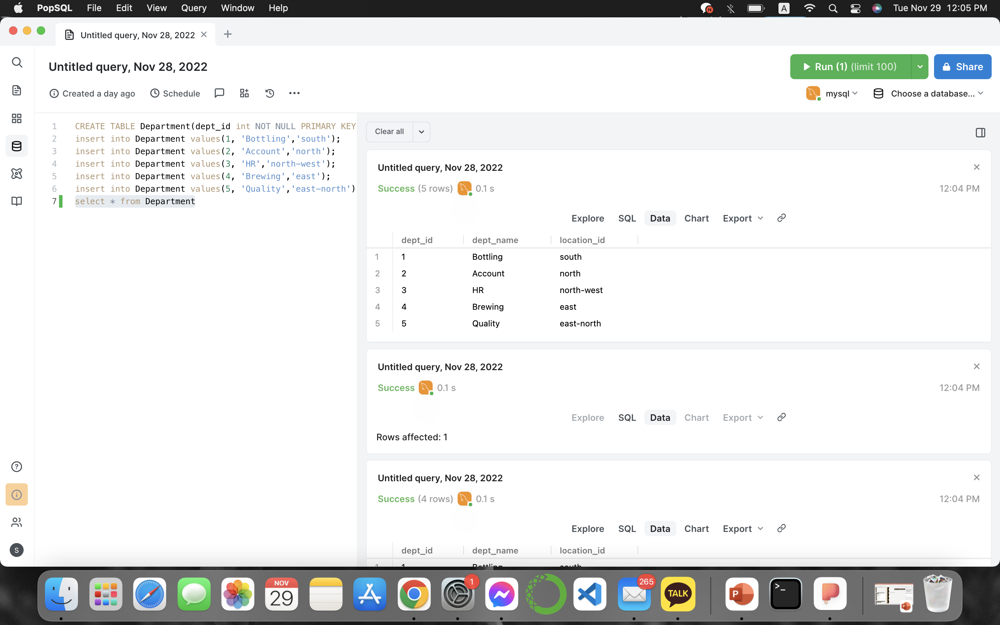 PopSQL File Edit View Query Window Help N A Tue Nov 29 12:05 PM
Untitled query, Nov 28, 2022
Untitled query, Nov 28, 2022
Run (1) (limit 100)
Share
Created a day ago Schedule
mysql Choose a database...
1 CREATE TABLE Department(dept_id int NOT NULL PRIMARY KEY
2 insert into Department values(1, 'Bottling','south');
3 insert into Department values(2, 'Account','north');
4 insert into Department values(3, 'HR','north-west');
5 insert into Department values(4, 'Brewing','east');
6 insert into Department values(5, 'Quality','east-north')
7 select * from Department
Clear all
Untitled query, Nov 28, 2022
Success (5 rows) 0.1 s 12:04 PM
Explore SQL Data Chart Export
dept_id dept_name location_id
1 1 Bottling south
2 2 Account north
3 3 HR north-west
4 4 Brewing east
5 5 Quality east-north
Untitled query, Nov 28, 2022
Success 0.1 s 12:04 PM
Explore SQL Data Chart Export
Rows affected: 1
Untitled query, Nov 28, 2022
Success (4 rows) 0.1 s 12:04 PM
Explore SQL Data Chart Export
dept_id dept_name location_id
1 1 Bottling south
S
NOV
29
1
265
TALK
P
>_
P